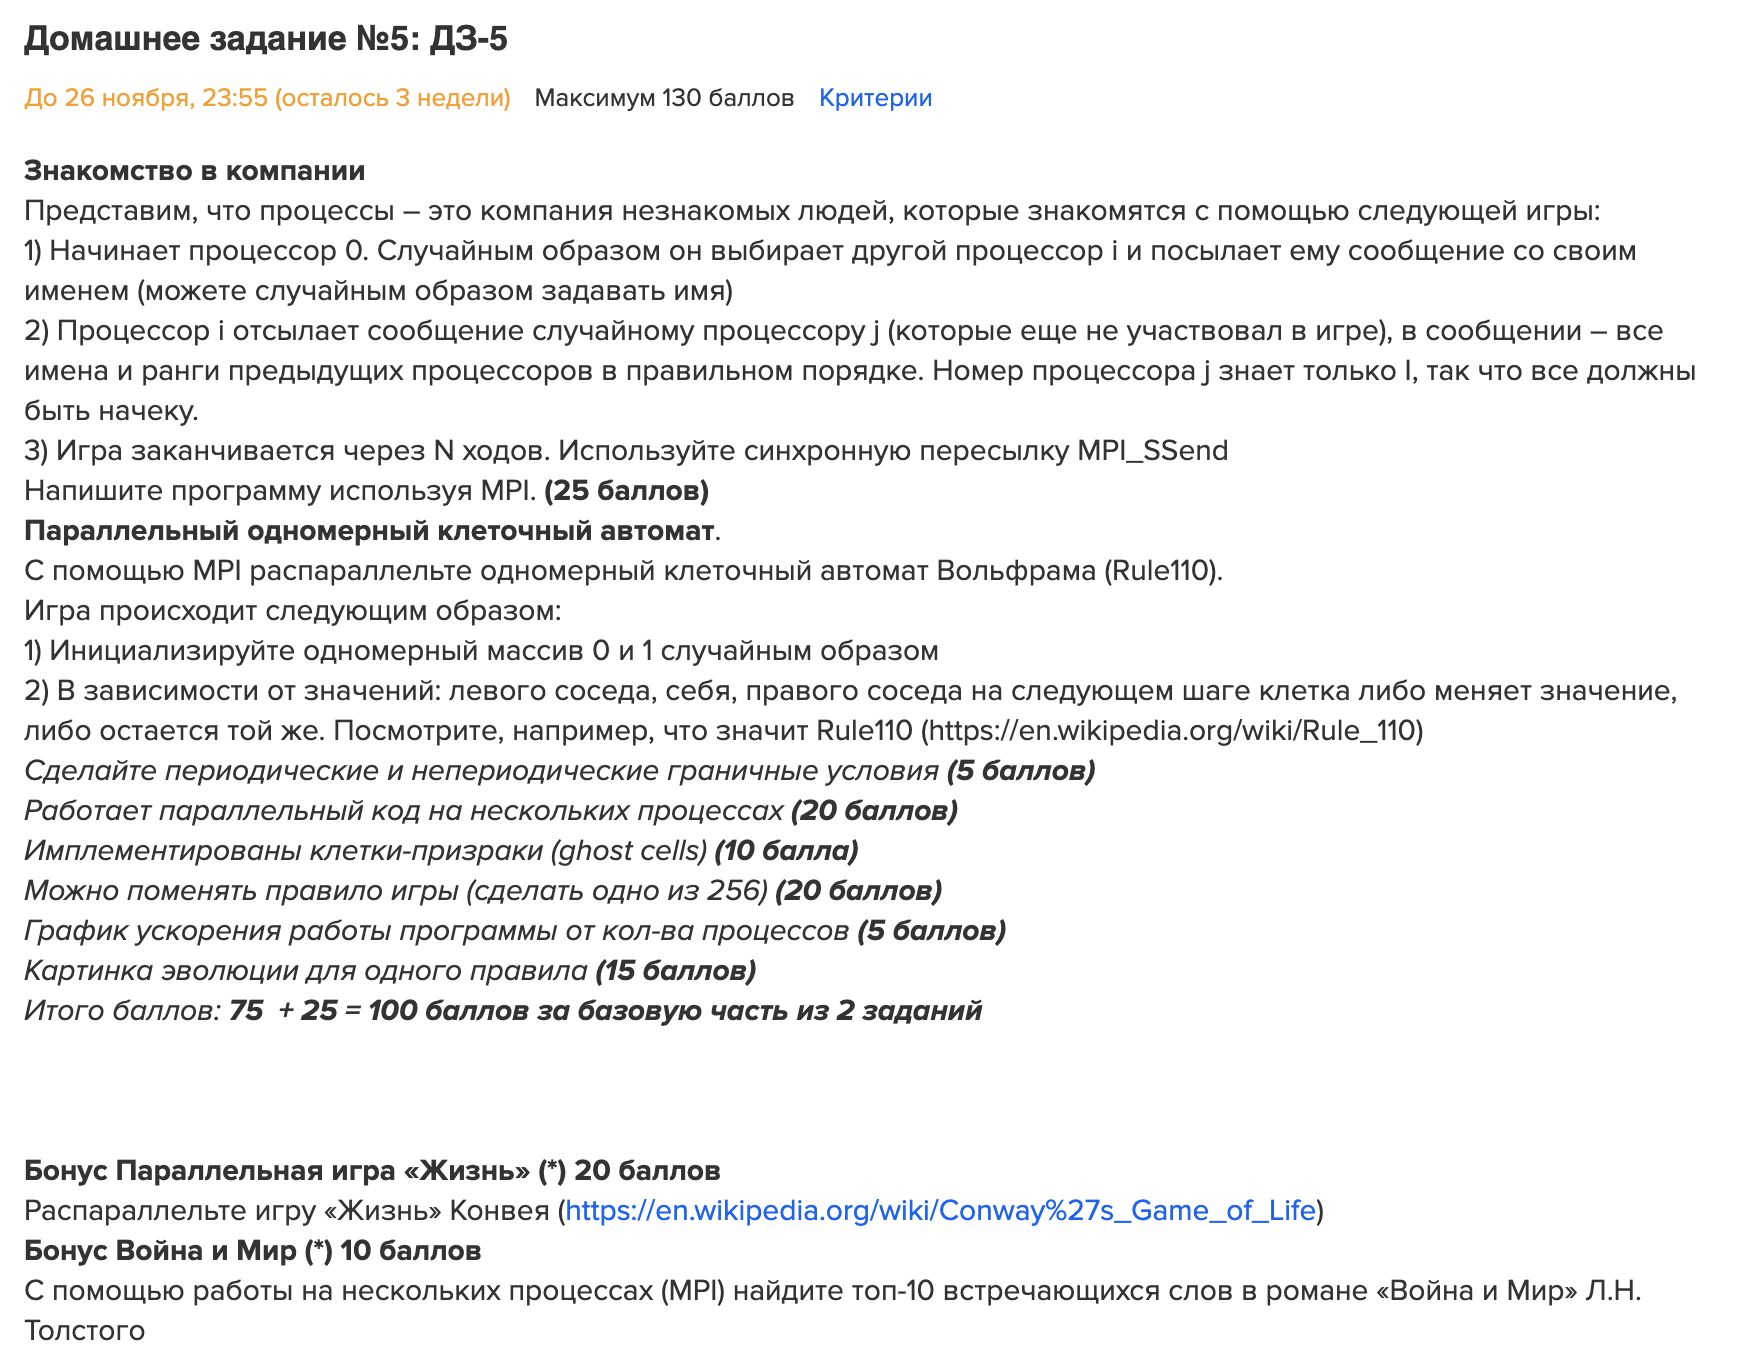 Домашнее задание №5: ДЗ-5
До 26 ноября, 23:55 (осталось 3 недели) Максимум 130 баллов Критерии
Знакомство в компании
Представим, что процессы – это компания незнакомых людей, которые знакомятся с помощью следующей игры:
1) Начинает процессор 0. Случайным образом он выбирает другой процессор i и посылает ему сообщение со своим
именем (можете случайным образом задавать имя)
2) Процессор i отсылает сообщение случайному процессору j (которые еще не участвовал в игре), в сообщении – все
имена и ранги предыдущих процессоров в правильном порядке. Номер процессора j знает только I, так что все должны
быть начеку.
3) Игра заканчивается через N ходов. Используйте синхронную пересылку MPI_SSend
Напишите программу используя MPI. (25 баллов)
Параллельный одномерный клеточный автомат.
С помощью MPI распараллельте одномерный клеточный автомат Вольфрама (Rule110).
Игра происходит следующим образом:
1) Инициализируйте одномерный массив 0 и 1 случайным образом
2) В зависимости от значений: левого соседа, себя, правого соседа на следующем шаге клетка либо меняет значение,
либо остается той же. Посмотрите, например, что значит Rule110 (https://en.wikipedia.org/wiki/Rule_110)
Сделайте периодические и непериодические граничные условия (5 баллов)
Работает параллельный код на нескольких процессах (20 баллов)
Имплементированы клетки-призраки (ghost cells) (10 балла)
Можно поменять правило игры (сделать одно из 256) (20 баллов)
График ускорения работы программы от кол-ва процессов (5 баллов)
Картинка эволюции для одного правила (15 баллов)
Итого баллов: 75 + 25 = 100 баллов за базовую часть из 2 заданий
Бонус Параллельная игра «Жизнь» (*) 20 баллов
Распараллельте игру «Жизнь» Конвея (https://en.wikipedia.org/wiki/Conway%27s_Game_of_Life)
Бонус Война и Мир (*) 10 баллов
С помощью работы на нескольких процессах (MPI) найдите топ-10 встречающихся слов в романе «Война и Мир» Л.Н.
Толстого